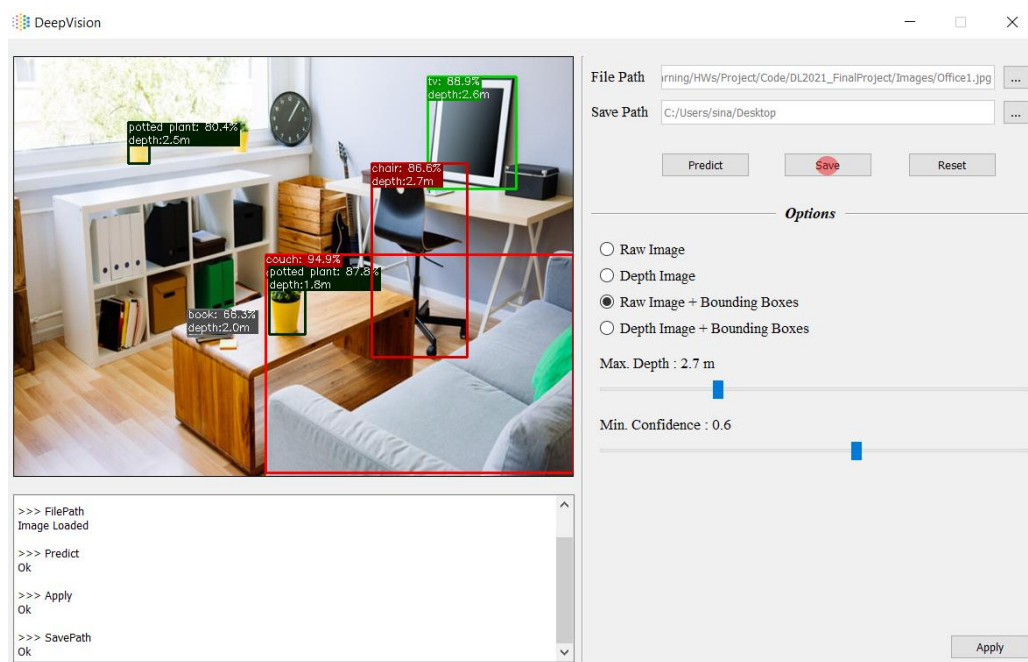 DeepVision
tv: 88.9%
depth:2.6m
potted plant: 80.4%
depth:2.5m
chair: 86.6%
depth:2.7m
couch: 94.9%
potted plant: 87.8%
depth:1.8m
book: 66.3%
depth:2.0m
>>> FilePath
Image Loaded
>>> Predict
Ok
>>> Apply
Ok
>>> SavePath
Ok
File Path rning/HWs/Project/Code/DL2021_FinalProject/Images/Office1.jpg ...
Save Path C:/Users/sina/Desktop ...
Predict Save Reset
Options
Raw Image
Depth Image
Raw Image + Bounding Boxes
Depth Image + Bounding Boxes
Max. Depth : 2.7 m
Min. Confidence : 0.6
Apply